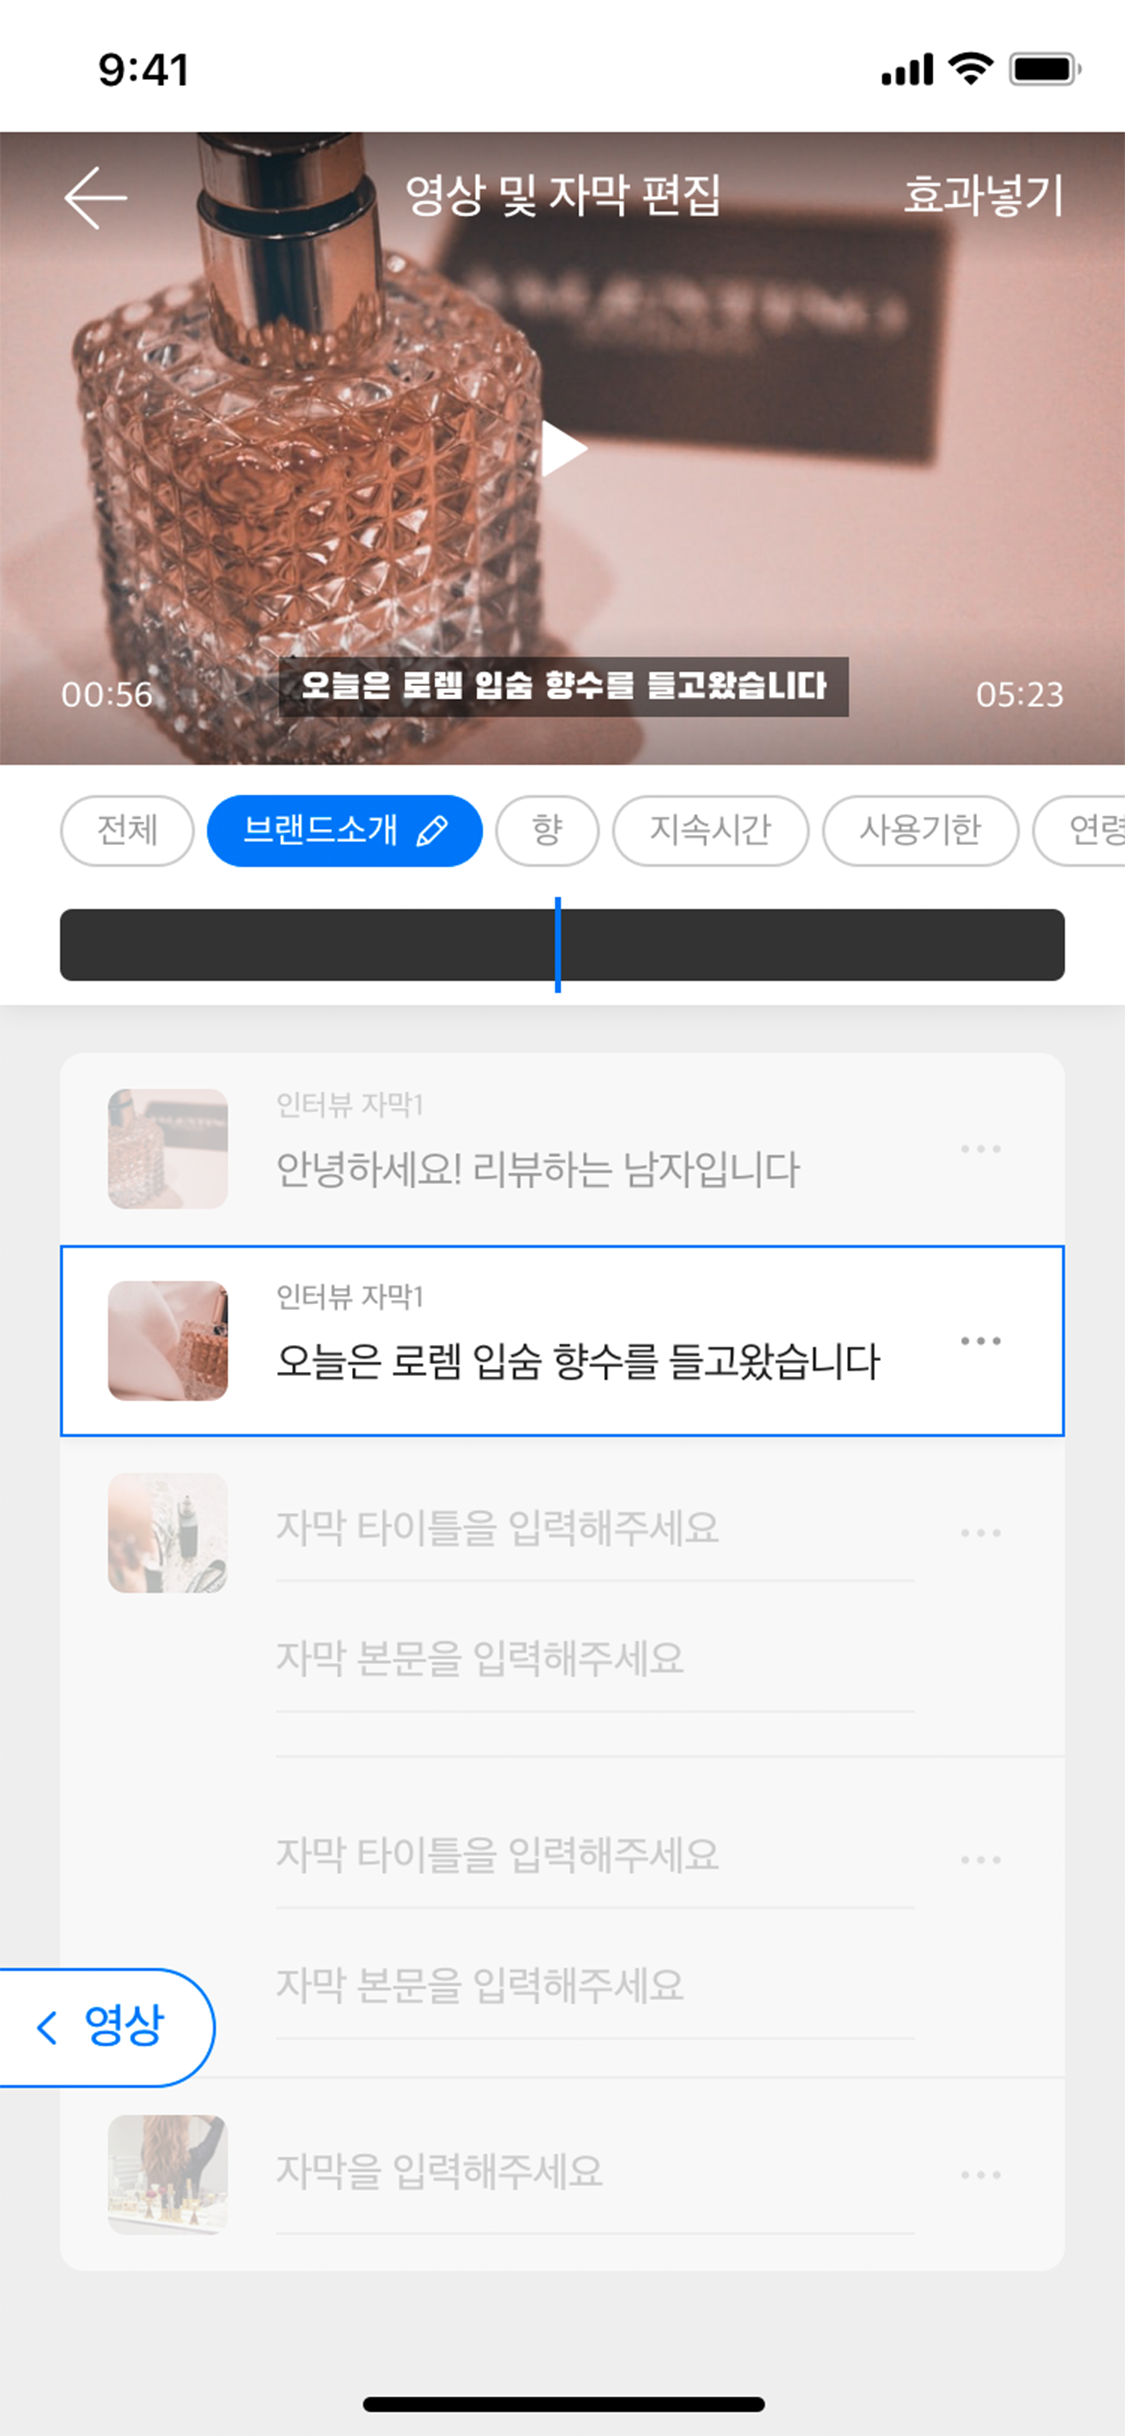 9:41
영상 및 자막 편집
효과넣기
00:56
오늘은 로렘 입숨 향수를 들고왔습니다
05:23
전체
브랜드소개
향
지속시간
사용기한
연령
인터뷰 자막1
안녕하세요! 리뷰하는 남자입니다
인터뷰 자막1
오늘은 로렘 입숨 향수를 들고왔습니다
자막 타이틀을 입력해주세요
자막 본문을 입력해주세요
자막 타이틀을 입력해주세요
자막 본문을 입력해주세요
영상
자막을 입력해주세요